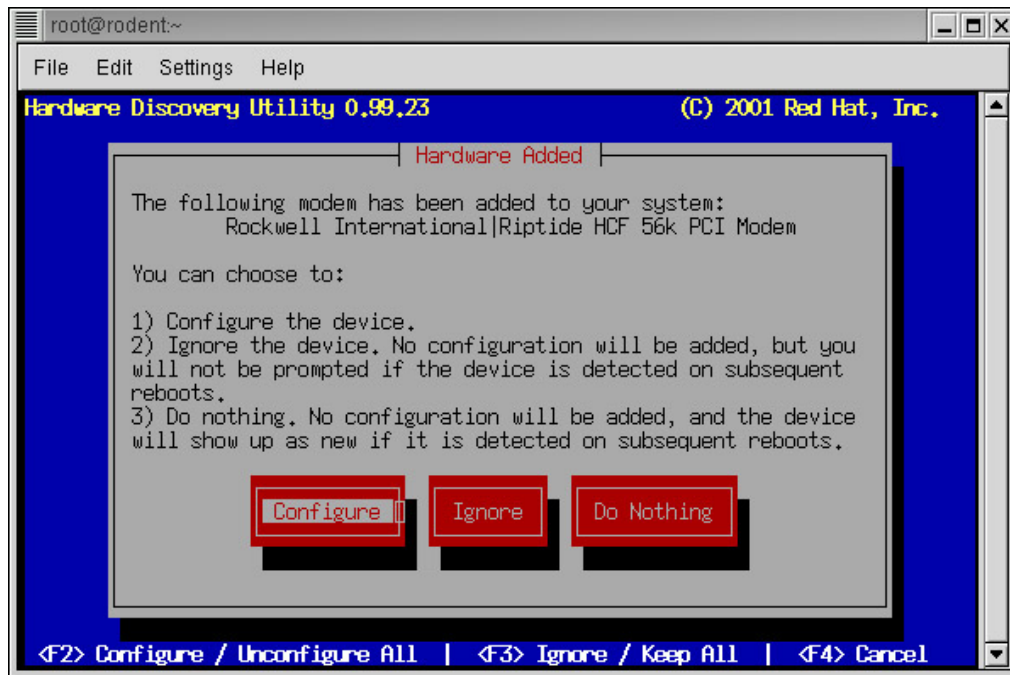 root@rodent:~
File Edit Settings Help
Hardware Discovery Utility 0.99.23 (C) 2001 Red Hat, Inc.
Hardware Added
The following modem has been added to your system:
Rockwell International|Riptide HCF 56k PCI Modem
You can choose to:
1) Configure the device.
2) Ignore the device. No configuration will be added, but you
will not be prompted if the device is detected on subsequent
reboots.
3) Do nothing. No configuration will be added, and the device
will show up as new if it is detected on subsequent reboots.
Configure Ignore Do Nothing
<F2> Configure / Unconfigure All | <F3> Ignore / Keep All | <F4> Cancel